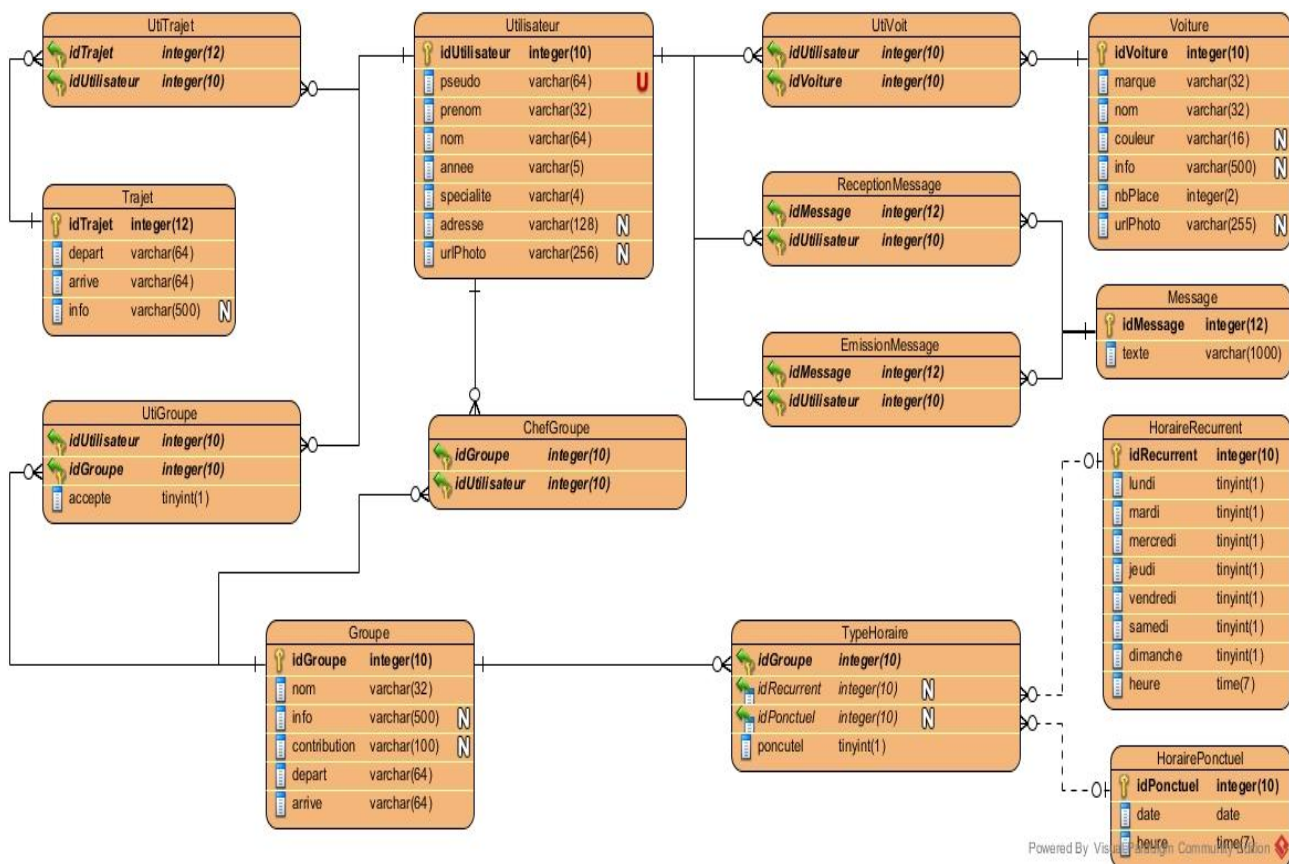 UtiTrajet
idTrajet integer(12)
idUtilisateur integer(10)
Utilisateur
idUtilisateur integer(10)
pseudo varchar(64) U
prenom varchar(32)
nom varchar(64)
annee varchar(5)
specialite varchar(4)
adresse varchar(128) N
urlPhoto varchar(256) N
UtiVoit
idUtilisateur integer(10)
idVoiture integer(10)
Voiture
idVoiture integer(10)
marque varchar(32)
nom varchar(32)
couleur varchar(16) N
info varchar(500) N
nbPlace integer(2)
urlPhoto varchar(255) N
Trajet
idTrajet integer(12)
depart varchar(64)
arrive varchar(64)
info varchar(500) N
ReceptionMessage
idMessage integer(12)
idUtilisateur integer(10)
Message
idMessage integer(12)
texte varchar(1000)
EmissionMessage
idMessage integer(12)
idUtilisateur integer(10)
UtiGroupe
idUtilisateur integer(10)
idGroupe integer(10)
accepte tinyint(1)
ChefGroupe
idGroupe integer(10)
idUtilisateur integer(10)
HoraireRecurrent
idRecurrent integer(10)
lundi tinyint(1)
mardi tinyint(1)
mercredi tinyint(1)
jeudi tinyint(1)
vendredi tinyint(1)
samedi tinyint(1)
dimanche tinyint(1)
heure time(7)
Groupe
idGroupe integer(10)
nom varchar(32)
info varchar(500) N
contribution varchar(100) N
depart varchar(64)
arrive varchar(64)
TypeHoraire
idGroupe integer(10)
idRecurrent integer(10) N
idPonctuel integer(10) N
poncutel tinyint(1)
HorairePonctuel
idPonctuel integer(10)
date date
heure time(7)
Powered By Visual Paradigm Community Edition